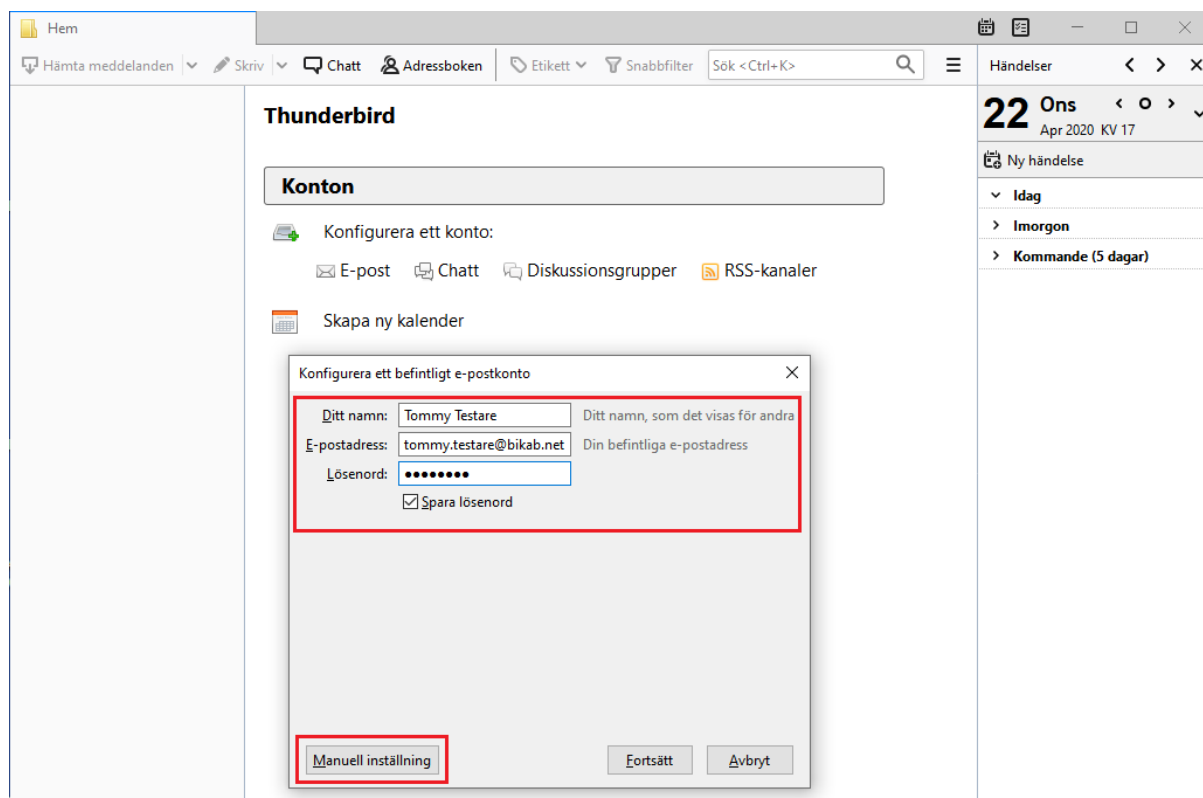 Hem
Hämta meddelanden Skriv Chatt Adressboken Etikett Snabbfilter Sök <Ctrl+K> Händelser
Thunderbird
22 Ons
Apr 2020 KV 17
Ny händelse
Konton
Idag
Konfigurera ett konto:
Imorgon
Kommande (5 dagar)
E-post Chatt Diskussionsgrupper RSS-kanaler
Skapa ny kalender
Konfigurera ett befintligt e-postkonto
Ditt namn: Tommy Testare Ditt namn, som det visas för andra
E-postadress: tommy.testare@bikab.net Din befintliga e-postadress
Lösenord: ●●●●●●●●
Spara lösenord
Manuell inställning Fortsätt Avbryt